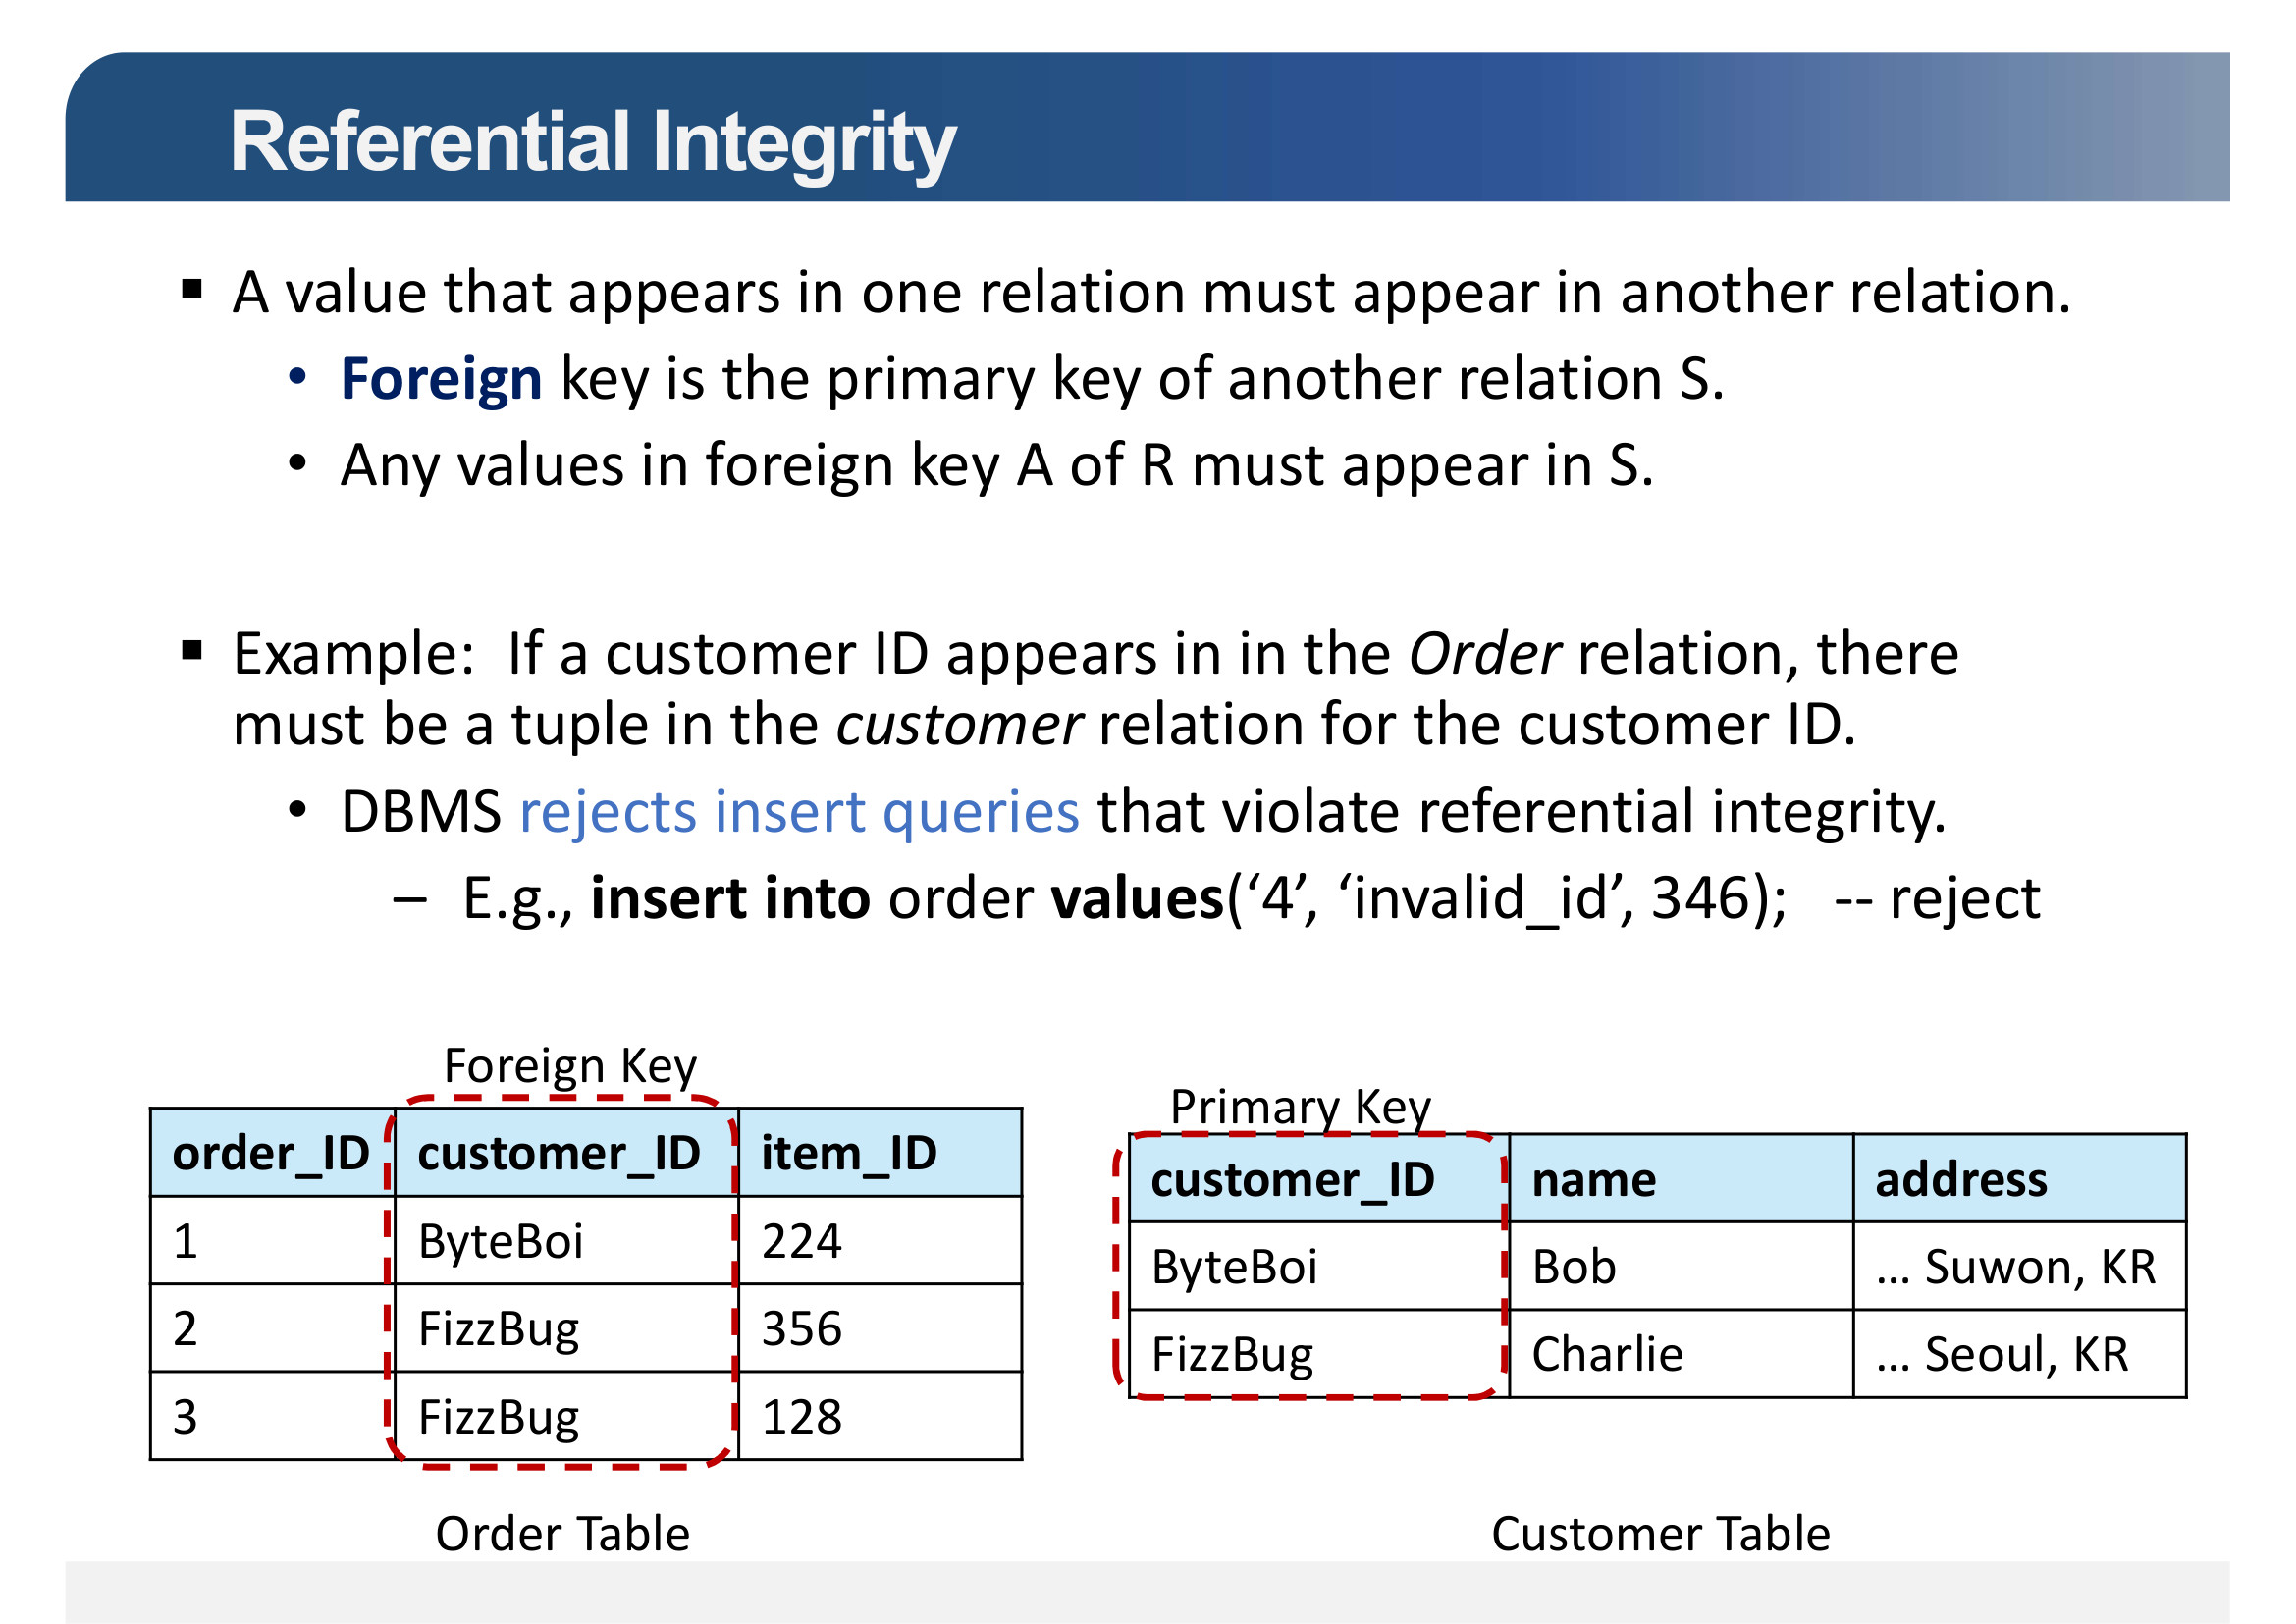 Referential Integrity
▪ A value that appears in one relation must appear in another relation.
• Foreign key is the primary key of another relation S.
• Any values in foreign key A of R must appear in S.
▪ Example: If a customer ID appears in in the Order relation, there
must be a tuple in the customer relation for the customer ID.
• DBMS rejects insert queries that violate referential integrity.
– E.g., insert into order values(‘4’, ‘invalid_id’, 346); -- reject
Foreign Key
order_ID customer_ID item_ID
1 ByteBoi 224
2 FizzBug 356
3 FizzBug 128
Order Table
Primary Key
customer_ID name address
ByteBoi Bob ... Suwon, KR
FizzBug Charlie ... Seoul, KR
Customer Table